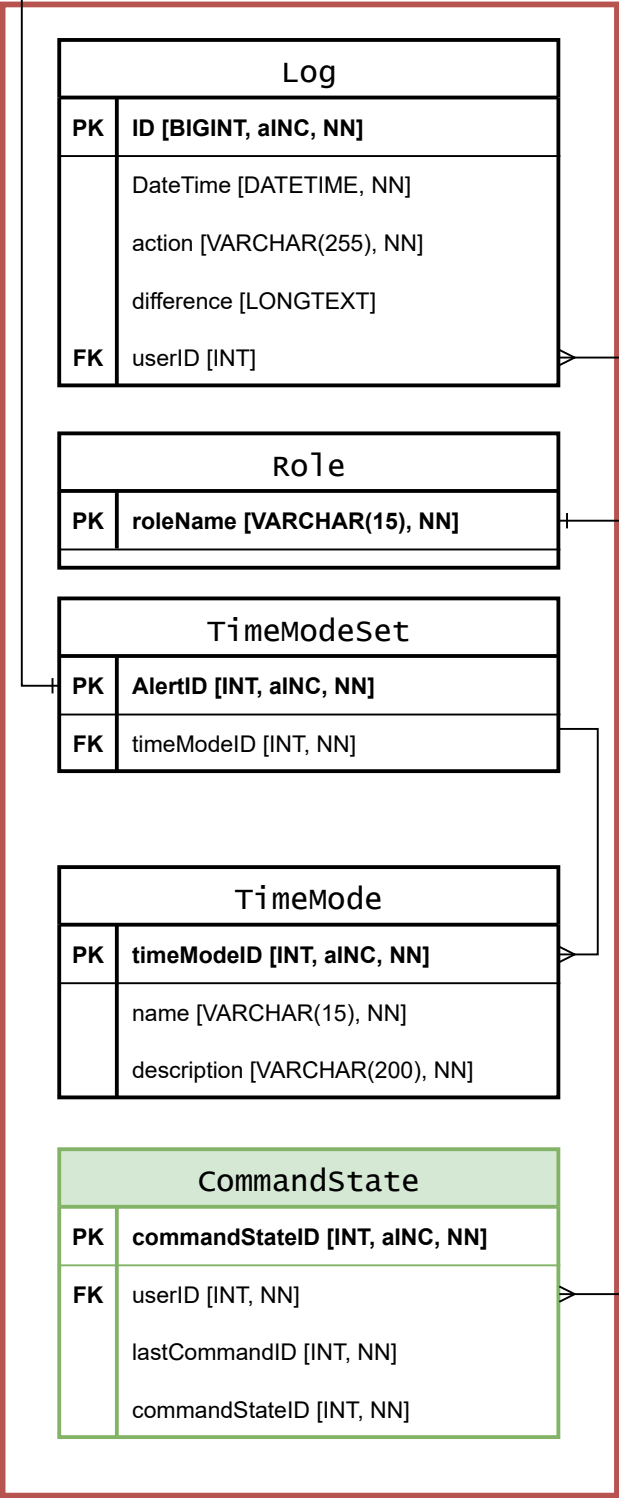 Log
PK ID [BIGINT, aINC, NN]
DateTime [DATETIME, NN]
action [VARCHAR(255), NN]
difference [LONGTEXT]
FK userID [INT]
Role
PK roleName [VARCHAR(15), NN]
TimeModeSet
PK AlertID [INT, aINC, NN]
FK timeModeID [INT, NN]
TimeMode
PK timeModeID [INT, aINC, NN]
name [VARCHAR(15), NN]
description [VARCHAR(200), NN]
CommandState
PK commandStateID [INT, aINC, NN]
FK userID [INT, NN]
lastCommandID [INT, NN]
commandStateID [INT, NN]